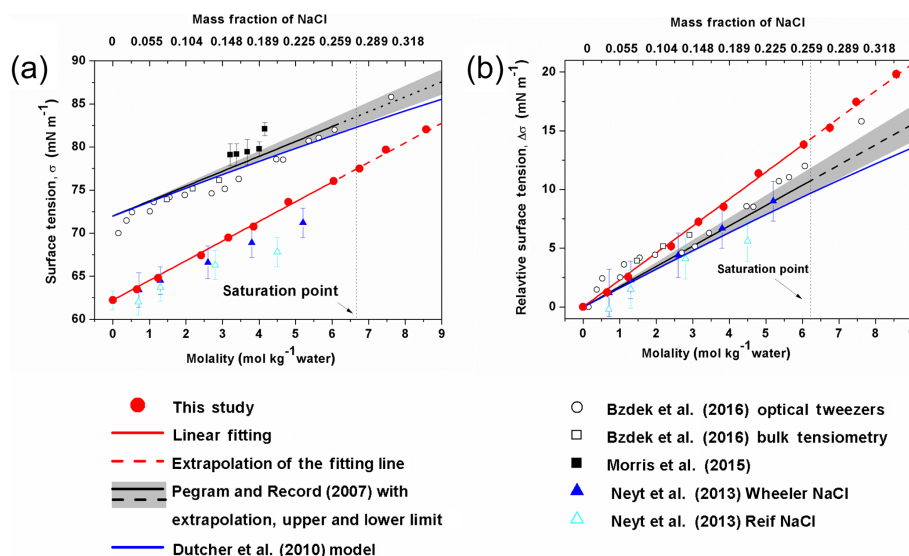 Mass fraction of NaCl
0 0.055 0.104 0.148 0.189 0.225 0.259 0.289 0.318
(a)
90
85
80
75
70
65
60
Surface tension, σ (mN m-1)
Saturation point
0 1 2 3 4 5 6 7 8 9
Molality (mol kg-1water)
Mass fraction of NaCl
0 0.055 0.104 0.148 0.189 0.225 0.259 0.289 0.318
(b)
20
15
10
5
0
Relavtive surface tension, Δσ (mN m-1)
Saturation point
0 1 2 3 4 5 6 7 8 9
Molality (mol kg-1water)
This study
Linear fitting
Extrapolation of the fitting line
Pegram and Record (2007) with
extrapolation, upper and lower limit
Dutcher et al. (2010) model
Bzdek et al. (2016) optical tweezers
Bzdek et al. (2016) bulk tensiometry
Morris et al. (2015)
Neyt et al. (2013) Wheeler NaCl
Neyt et al. (2013) Reif NaCl